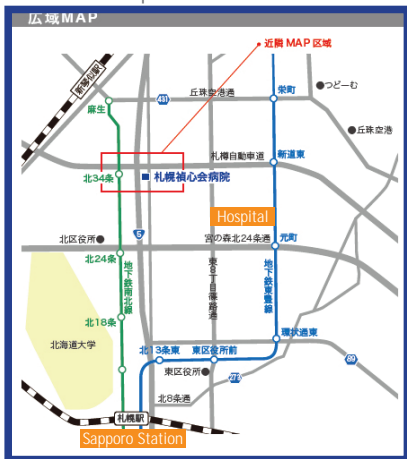 広域MAP
近隣 MAP 区域
新琴似駅
麻生
431
丘珠空港通
栄町
つどーむ
丘珠空港
札樽自動車道
新道東
北34条
札幌禎心会病院
Hospital
5
北区役所
宮の森北24条通
元町
北24条
地下鉄南北線
東8丁目篠路通
地下鉄東豊線
北18条
環状通東
北海道大学
北13条東
東区役所前
89
東区役所
273
北8条通
札幌駅
Sapporo Station